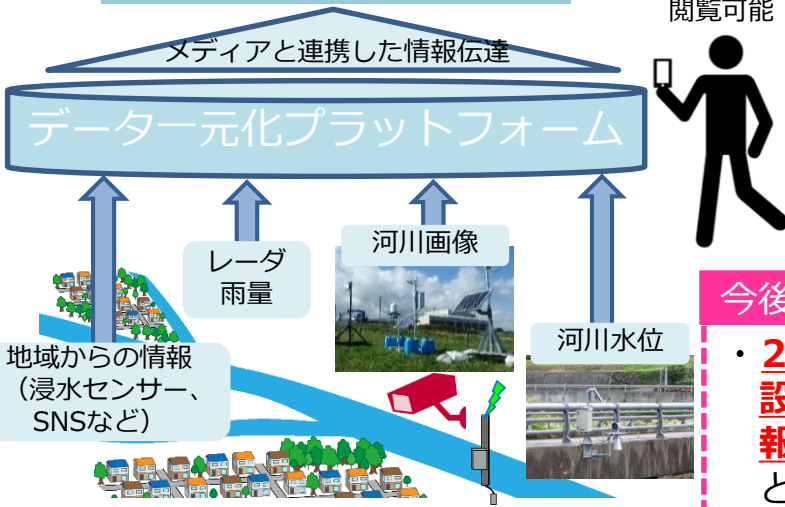 閲覧可能
メディアと連携した情報伝達
データ一元化プラットフォーム
レーダ
雨量
河川画像
河川水位
地域からの情報
（浸水センサー、
SNSなど）
今後
・2
設
報
と